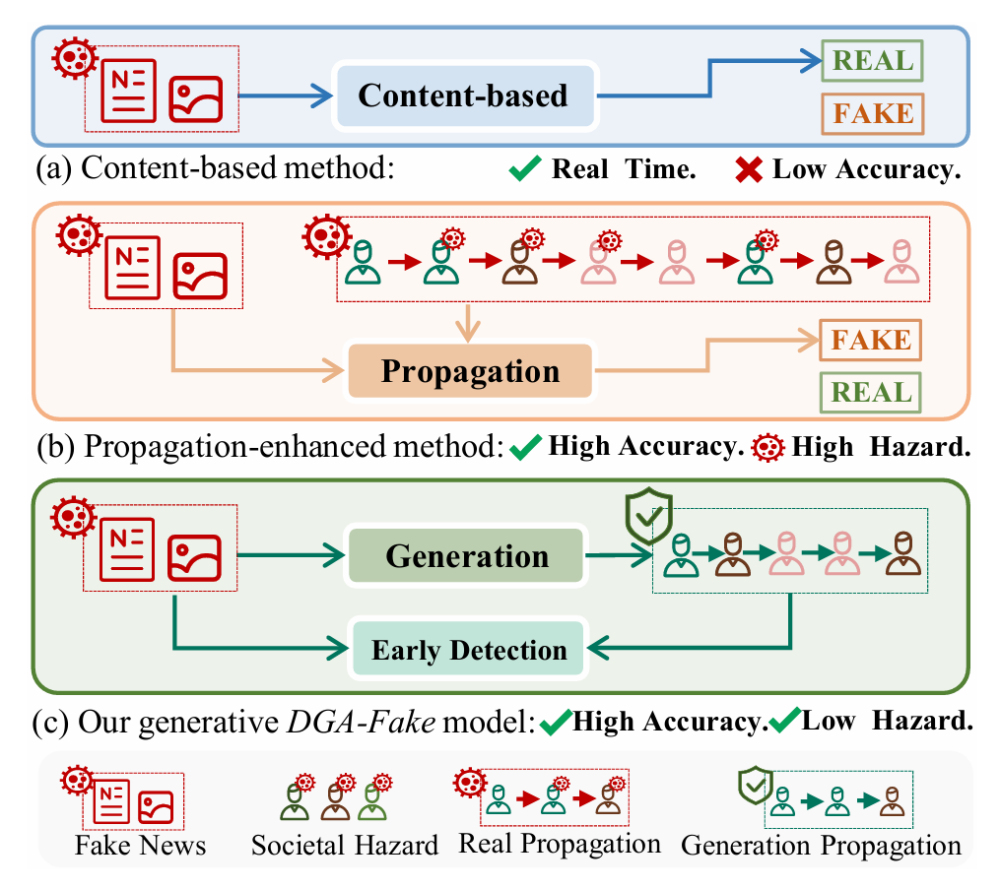 N
Content-based
REAL
FAKE
(a) Content-based method: Real Time. Low Accuracy.
N
Propagation
FAKE
REAL
(b) Propagation-enhanced method: High Accuracy. High Hazard.
N
Generation
Early Detection
(c) Our generative DGA-Fake model: High Accuracy. Low Hazard.
N
Fake News
Societal Hazard
Real Propagation
Generation Propagation